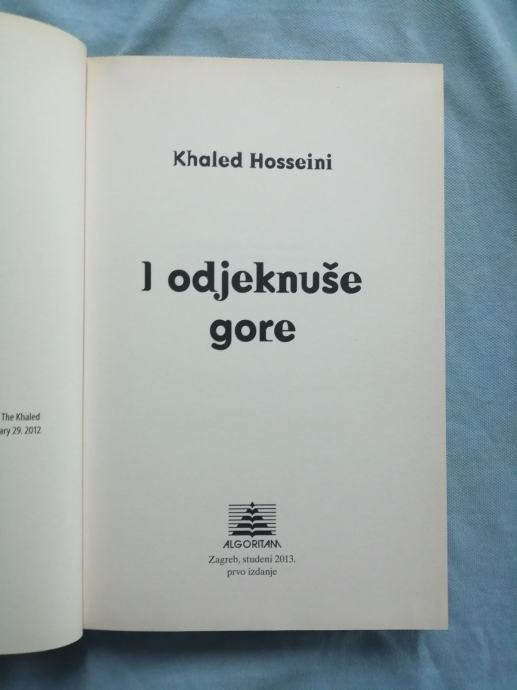 The Khaled
ary 29. 2012
Khaled Hosseini
I odjeknuše
gore
ALGORITAM
Zagreb, studeni 2013.
prvo izdanje